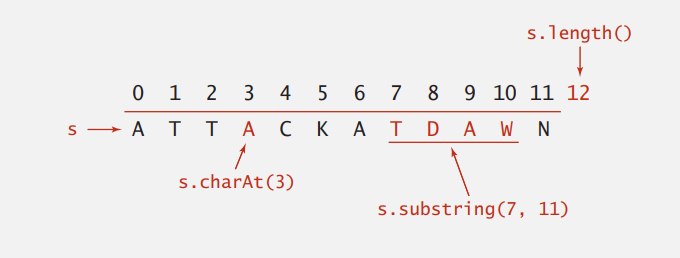 s.length()
0 1 2 3 4 5 6 7 8 9 10 11 12
s A T T A C K A T D A W N
s.charAt(3)
s.substring(7, 11)